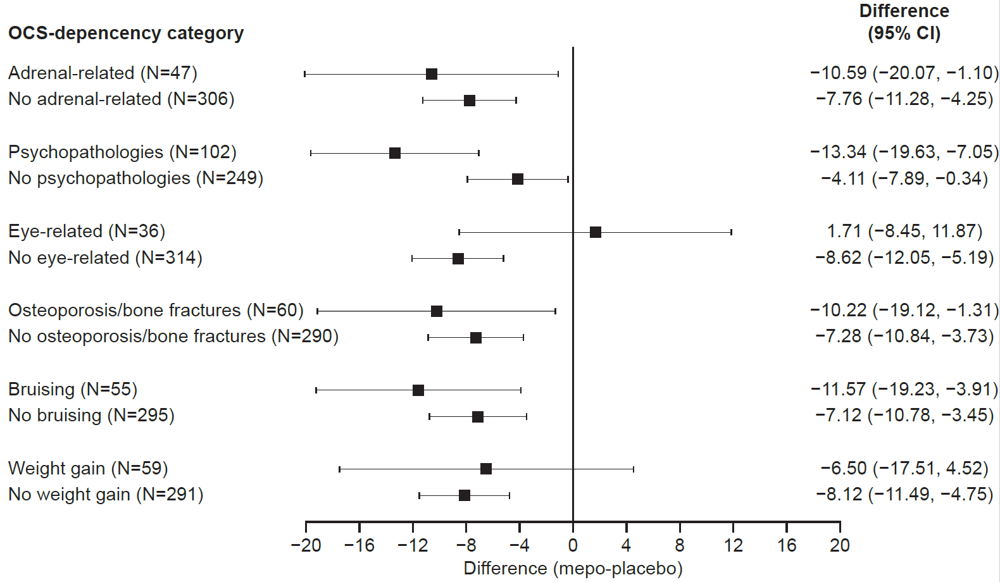 Difference
(95% CI)
OCS-depencency category
Adrenal-related (N=47) −10.59 (−20.07, −1.10)
No adrenal-related (N=306) −7.76 (−11.28, −4.25)
Psychopathologies (N=102) −13.34 (−19.63, −7.05)
No psychopathologies (N=249) −4.11 (−7.89, −0.34)
Eye-related (N=36) 1.71 (−8.45, 11.87)
No eye-related (N=314) −8.62 (−12.05, −5.19)
Osteoporosis/bone fractures (N=60) −10.22 (−19.12, −1.31)
No osteoporosis/bone fractures (N=290) −7.28 (−10.84, −3.73)
Bruising (N=55) −11.57 (−19.23, −3.91)
No bruising (N=295) −7.12 (−10.78, −3.45)
Weight gain (N=59) −6.50 (−17.51, 4.52)
No weight gain (N=291) −8.12 (−11.49, −4.75)
−20 −16 −12 −8 −4 0 4 8 12 16 20
Difference (mepo-placebo)